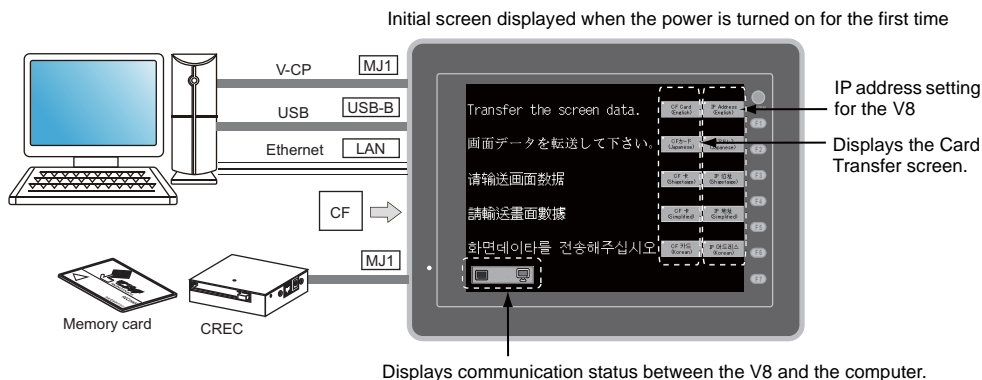 Initial screen displayed when the power is turned on for the first time
V-CP
MJ1
USB
USB-B
Ethernet
LAN
CF
MJ1
Memory card
CREC
Transfer the screen data.
CF Card
(English)
IP Address
(English)
画面データを転送して下さい。
CFカード
(Japanese)
(Japanese)
请输送画面数据
CF 卡
IP 位址
請輸送畫面數據
CF 卡
(Simplified)
IP 地址
(Simplified)
화면데이타를 전송해주십시오
CF 카드
(Korean)
IP 어드레스
(Korean)
F1
F2
F3
F4
F5
F6
F7
IP address setting
for the V8
Displays the Card
Transfer screen.
Displays communication status between the V8 and the computer.